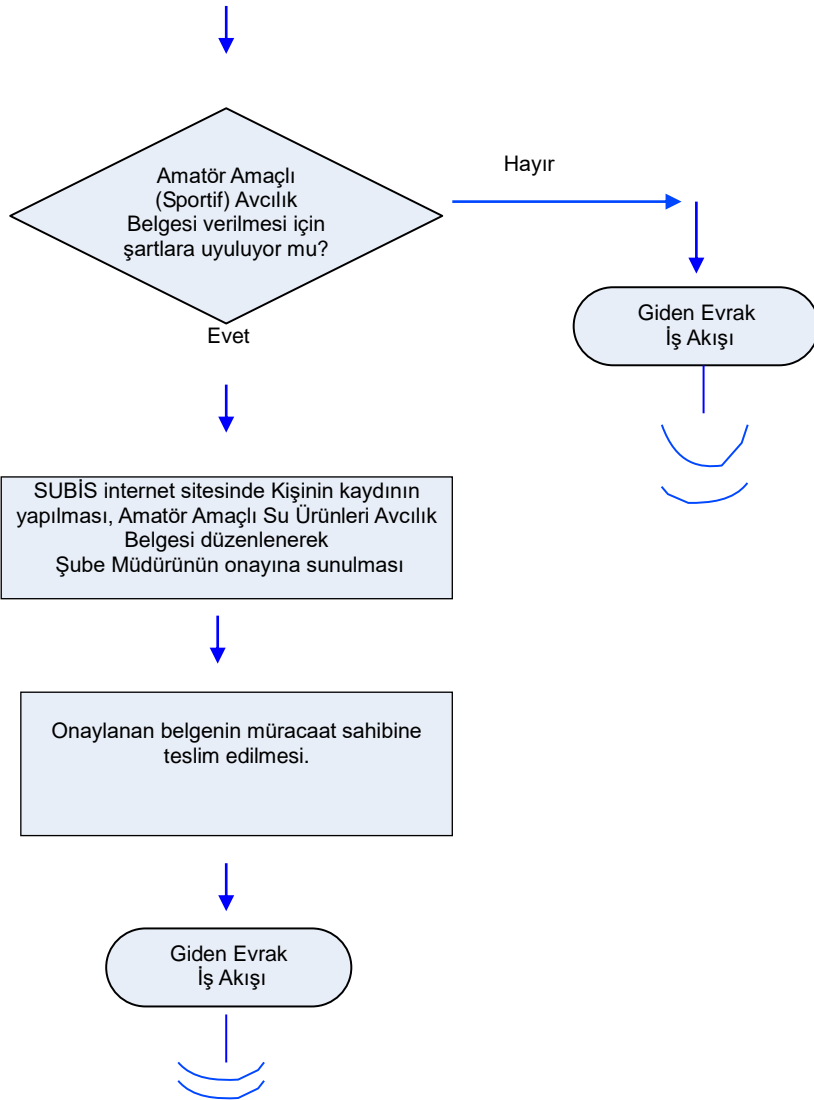 Amatör Amaçlı
(Sportif) Avcılık
Belgesi verilmesi için
şartlara uyuluyor mu?
Hayır
Giden Evrak
İş Akışı
Evet
SUBİS internet sitesinde Kişinin kaydının
yapılması, Amatör Amaçlı Su Ürünleri Avcılık
Belgesi düzenlenerek
Şube Müdürünün onayına sunulması
Onaylanan belgenin müracaat sahibine
teslim edilmesi.
Giden Evrak
İş Akışı